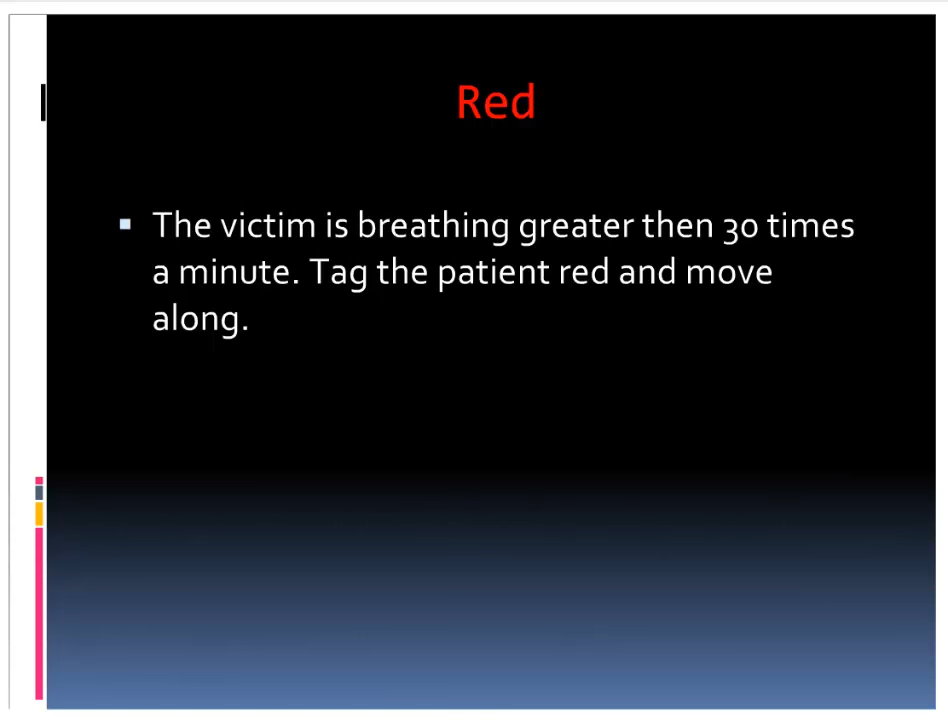 Red
▪ The victim is breathing greater then 30 times
a minute. Tag the patient red and move
along.